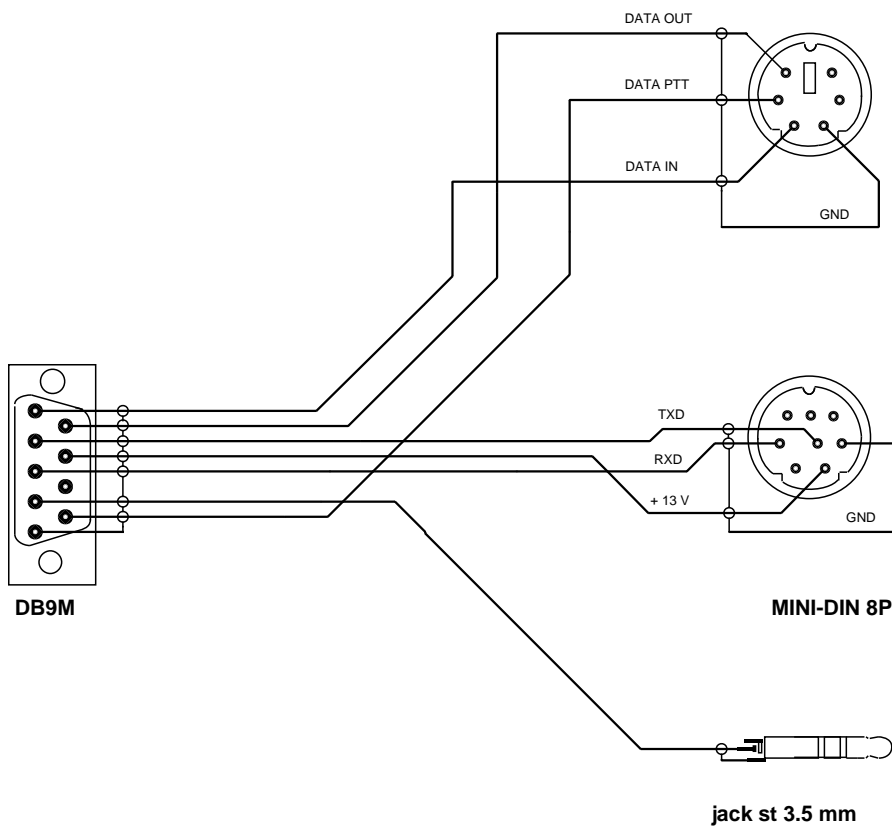 DATA OUT
DATA PTT
DATA IN
GND
TXD
RXD
+ 13 V
GND
DB9M
MINI-DIN 8P
jack st 3.5 mm